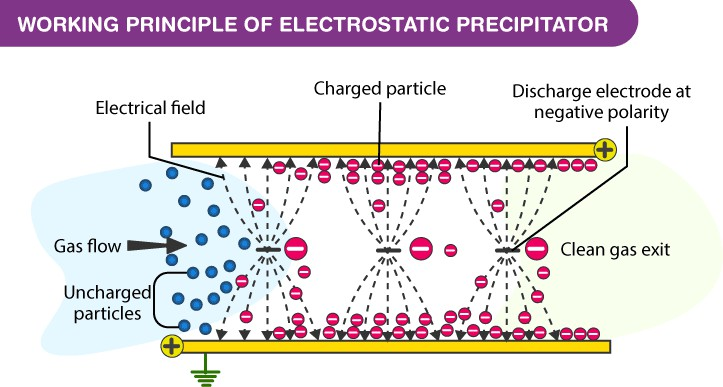 WORKING PRINCIPLE OF ELECTROSTATIC PRECIPITATOR
Electrical field
Charged particle
Discharge electrode at
negative polarity
Gas flow
Clean gas exit
Uncharged
particles